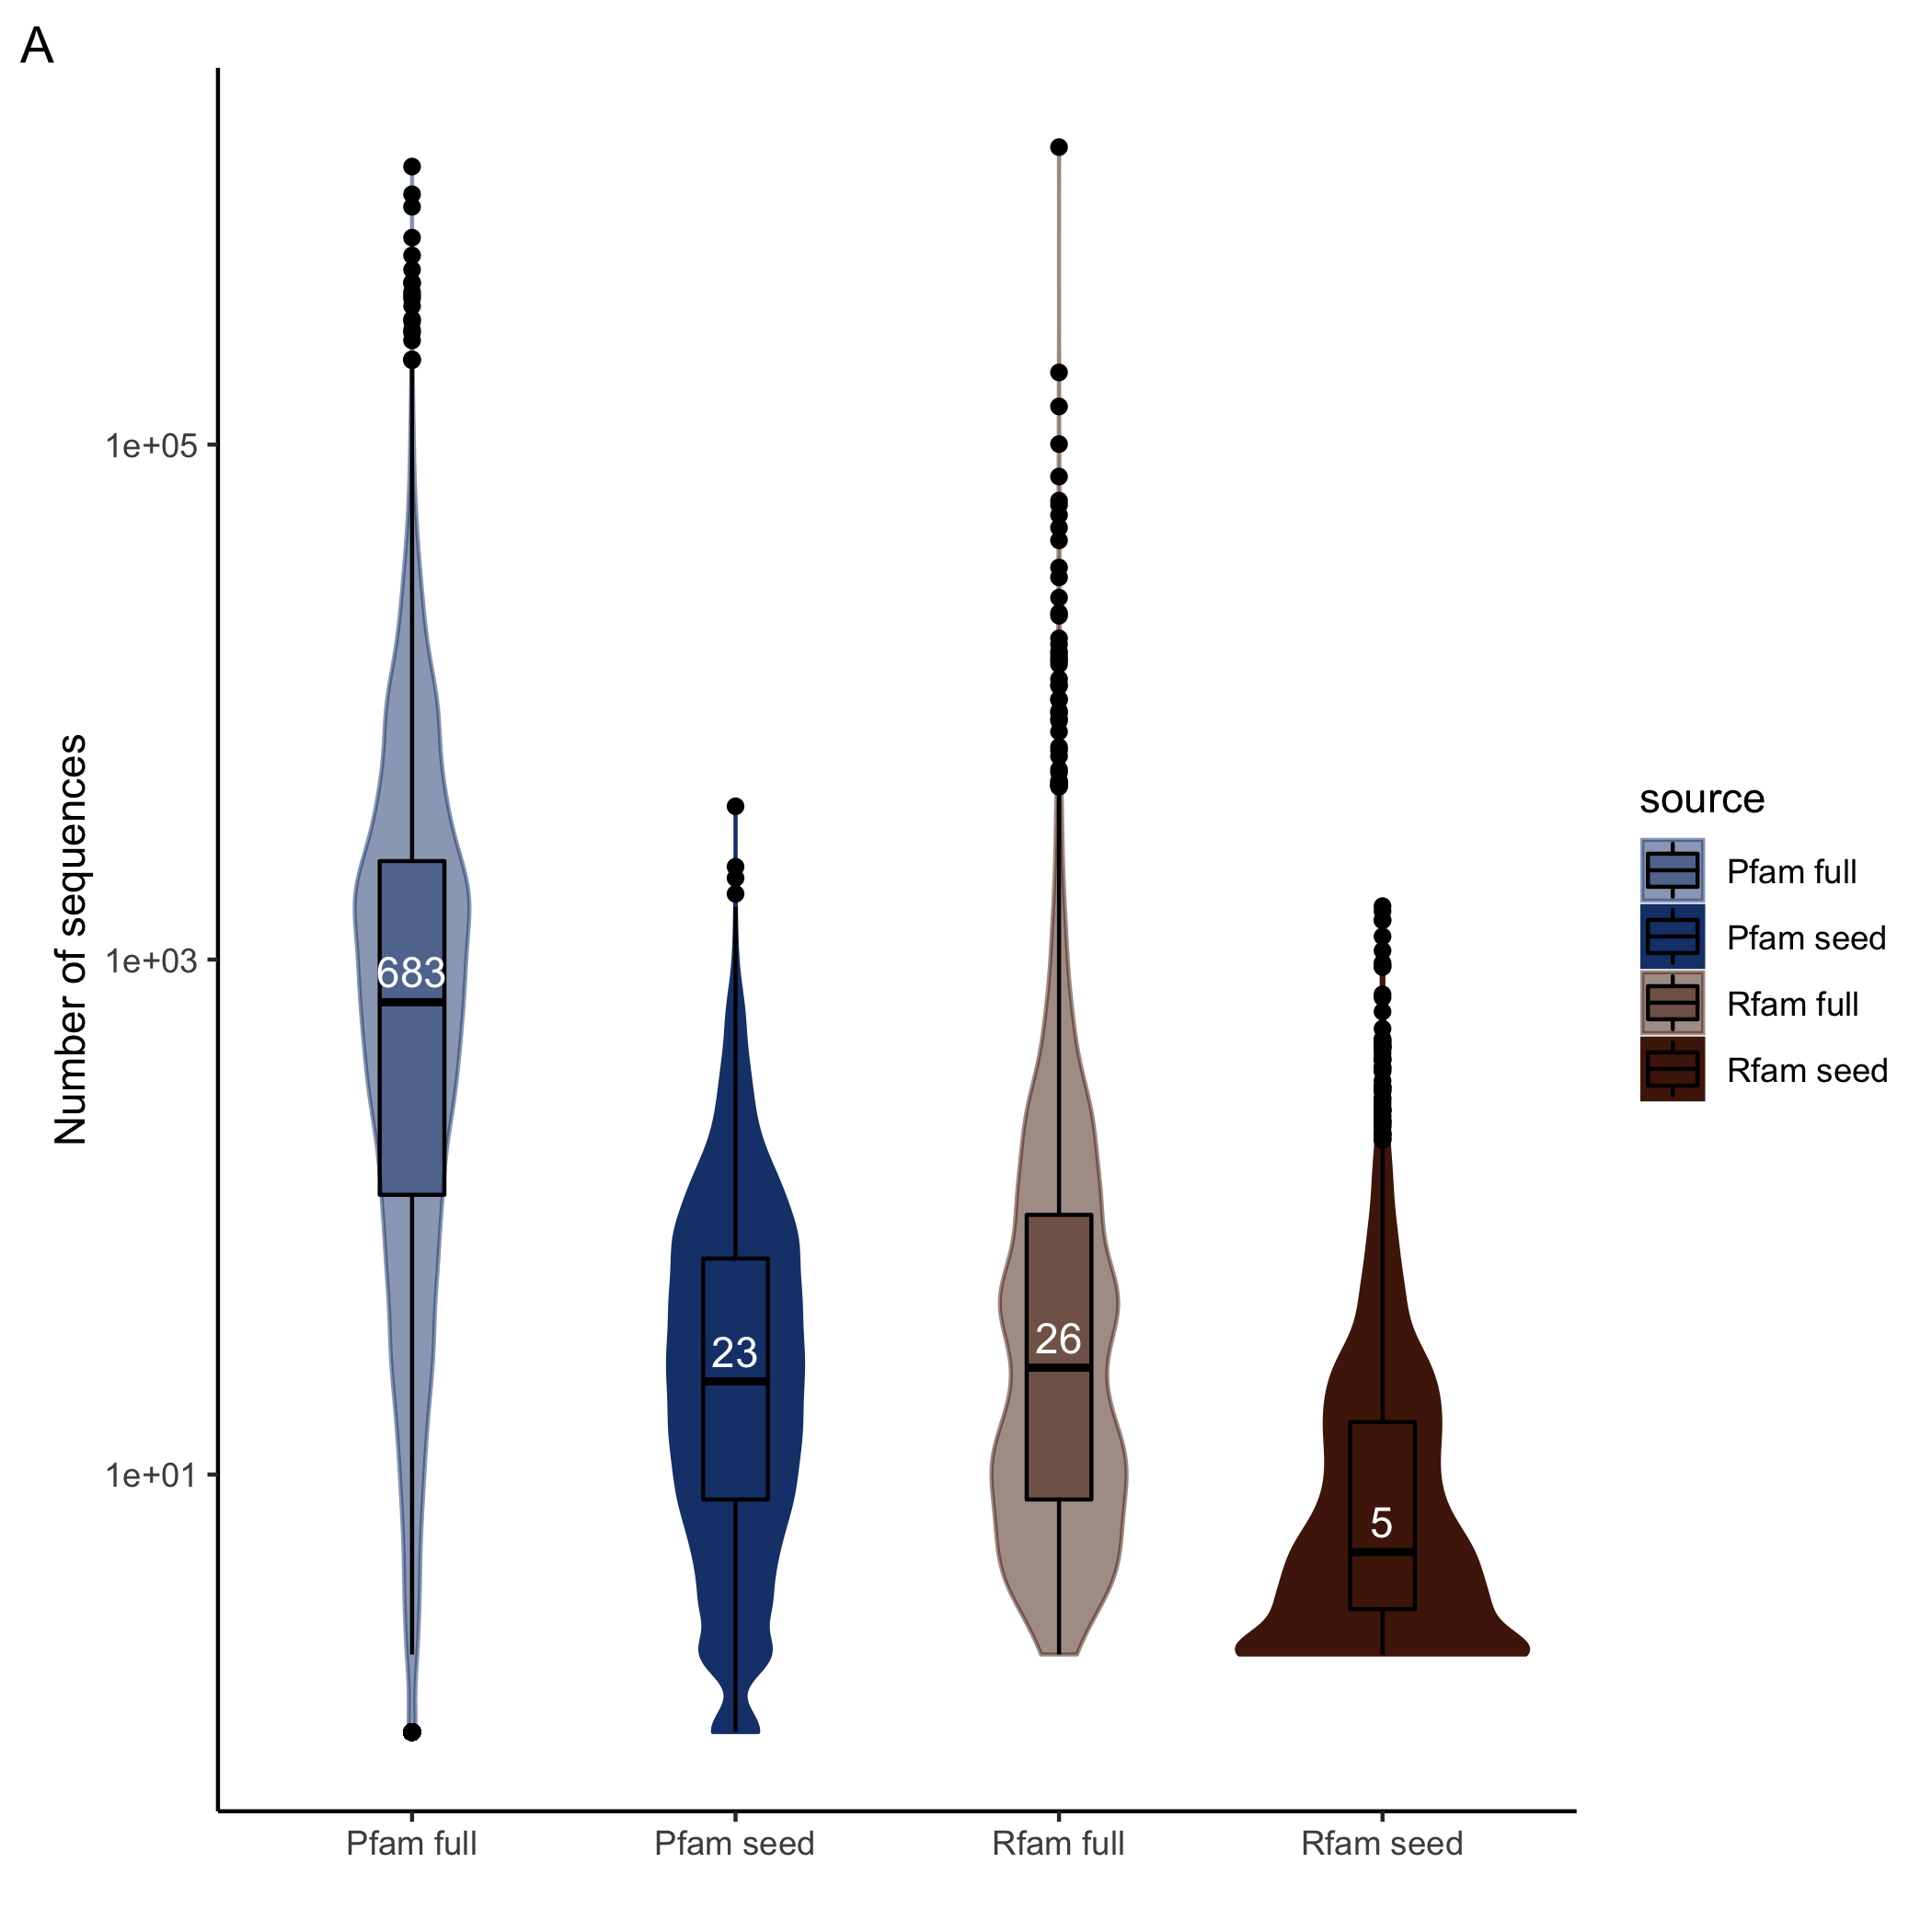 A
Number of sequences
1e+05
1e+03
1e+01
683
23
26
5
Pfam full
Pfam seed
Rfam full
Rfam seed
source
Pfam full
Pfam seed
Rfam full
Rfam seed